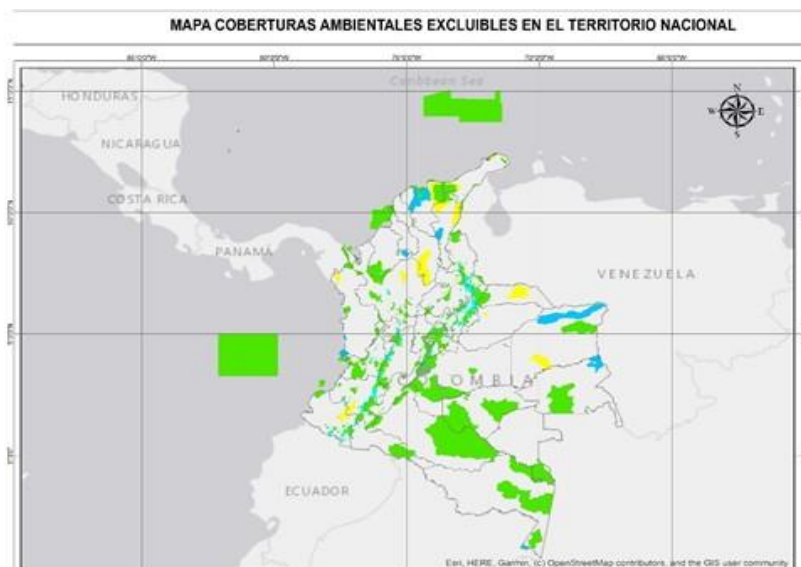 MAPA COBERTURAS AMBIENTALES EXCLUIBLES EN EL TERRITORIO NACIONAL
Caribbean Sea
HONDURAS
N
W E
S
NICARAGUA
COSTA RICA
PANAMÁ
VENEZUELA
COLOMBIA
ECUADOR
Esri, HERE, Garmin, (c) OpenStreetMap contributors, and the GIS user community